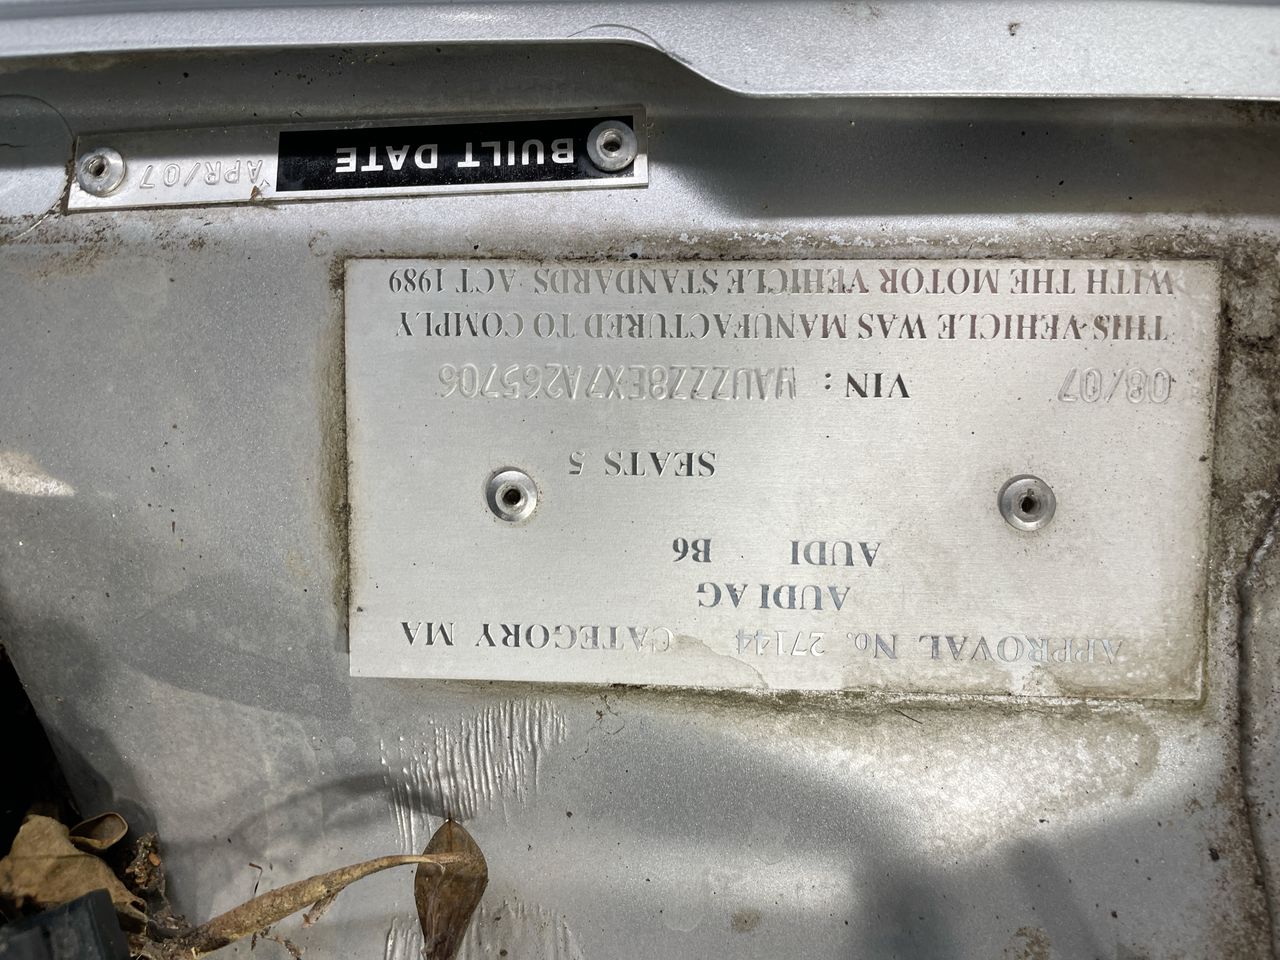 APPROVAL No. 27144 CATEGORY MA
AUDI AG
AUDI B6
SEATS 5
08/07 VIN: WAUZZZ8EX7A265706
THIS VEHICLE WAS MANUFACTURED TO COMPLY
WITH THE MOTOR VEHICLE STANDARDS ACT 1989
BUILT DATE APR/07